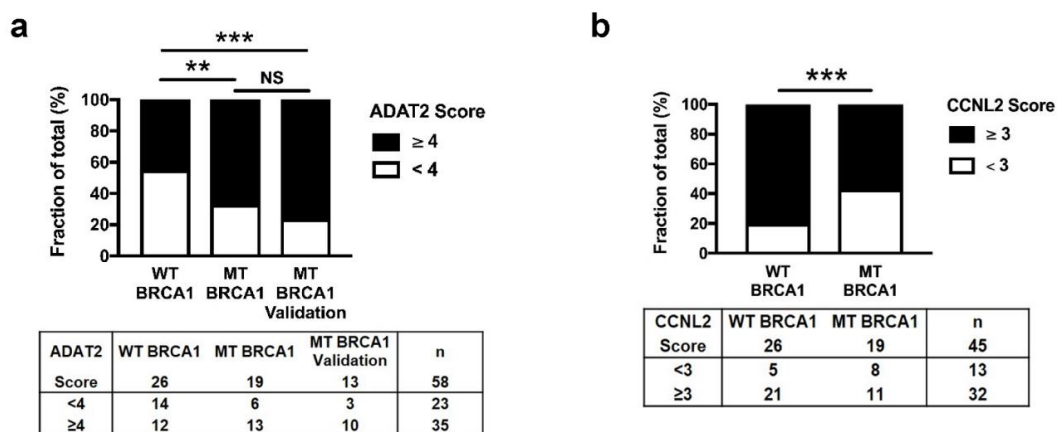 a
***
**
NS
100
80
60
40
20
0
Fraction of total (%)
WT BRCA1
MT BRCA1
MT BRCA1 Validation
ADAT2 Score
≥ 4
< 4
ADAT2 Score WT BRCA1 MT BRCA1 MT BRCA1 Validation n
26 19 13 58
<4 14 6 3 23
≥4 12 13 10 35
b
***
100
80
60
40
20
0
Fraction of total (%)
WT BRCA1
MT BRCA1
CCNL2 Score
≥ 3
< 3
CCNL2 WT BRCA1 MT BRCA1 n
Score 26 19 45
<3 5 8 13
≥3 21 11 32